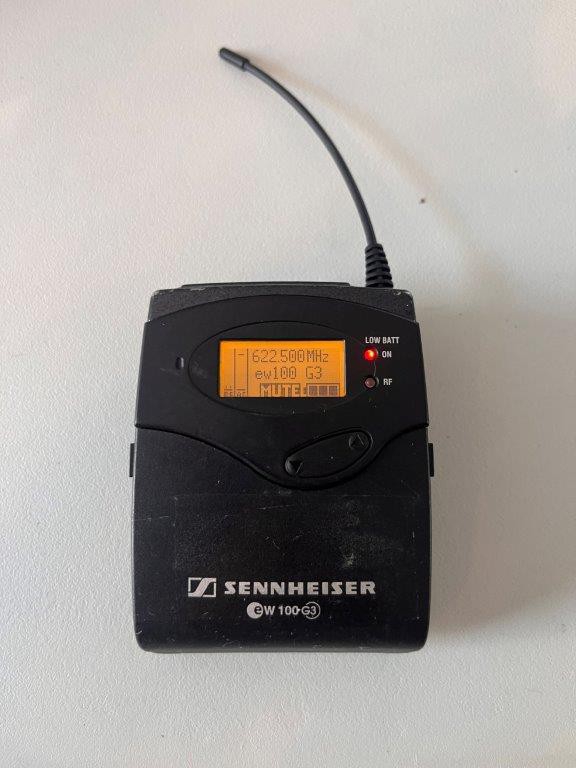 LOW BATT
ON
622.500MHz
ew100 G3
RF
MUTE
SENNHEISER
ew 100 G3